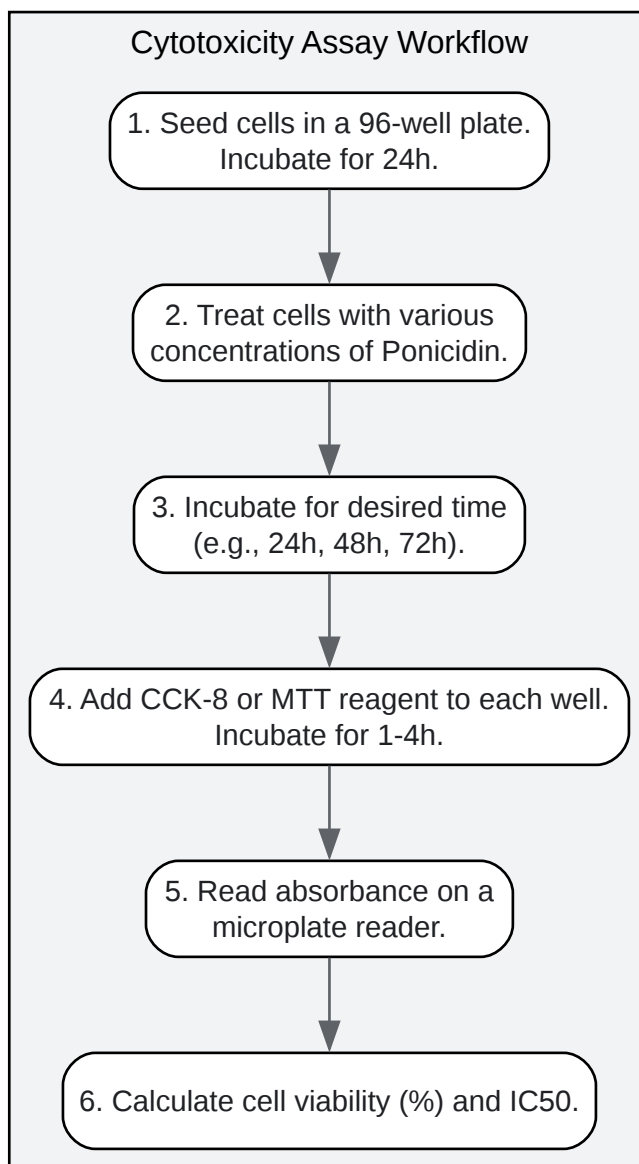 Cytotoxicity Assay Workflow
1. Seed cells in a 96-well plate.
Incubate for 24h.
2. Treat cells with various
concentrations of Ponicidin.
3. Incubate for desired time
(e.g., 24h, 48h, 72h).
4. Add CCK-8 or MTT reagent to each well.
Incubate for 1-4h.
5. Read absorbance on a
microplate reader.
6. Calculate cell viability (%) and IC50.